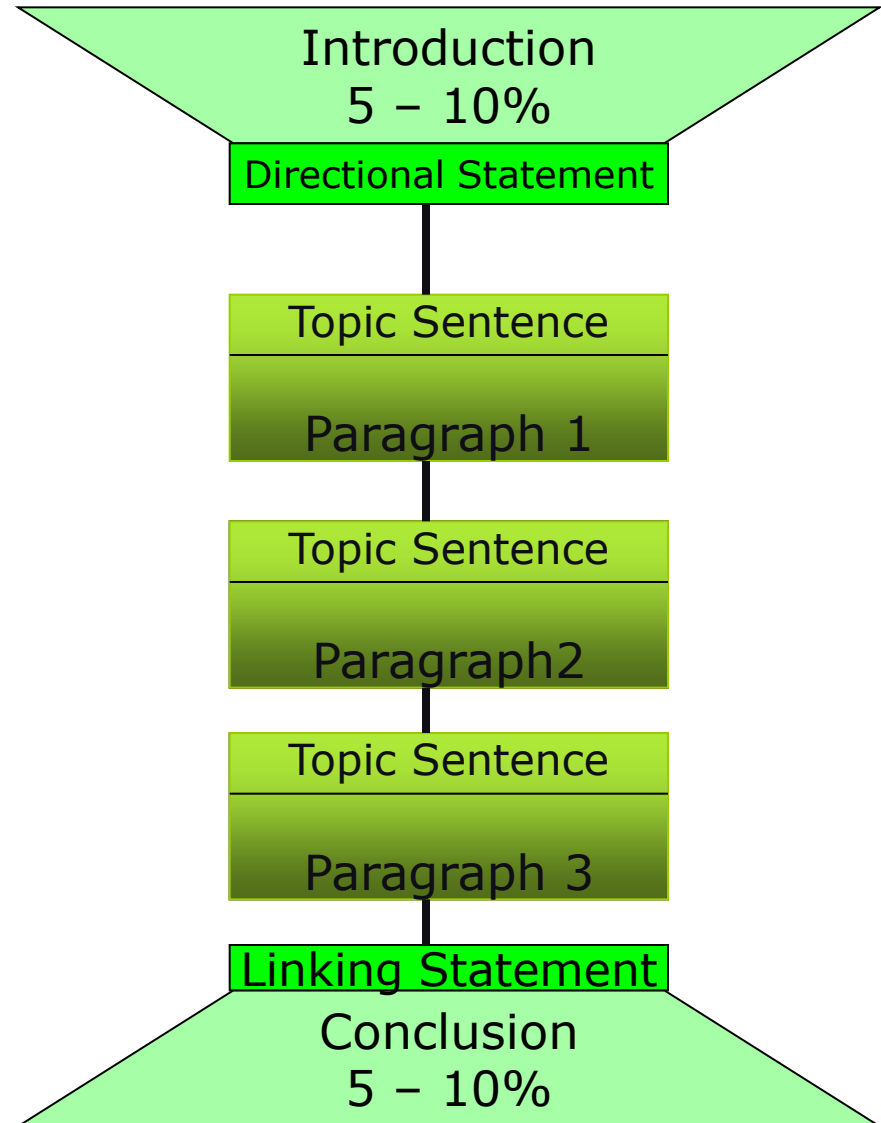 Introduction
5 – 10%
Directional Statement
Topic Sentence
Paragraph 1
Topic Sentence
Paragraph2
Topic Sentence
Paragraph 3
Linking Statement
Conclusion
5 – 10%